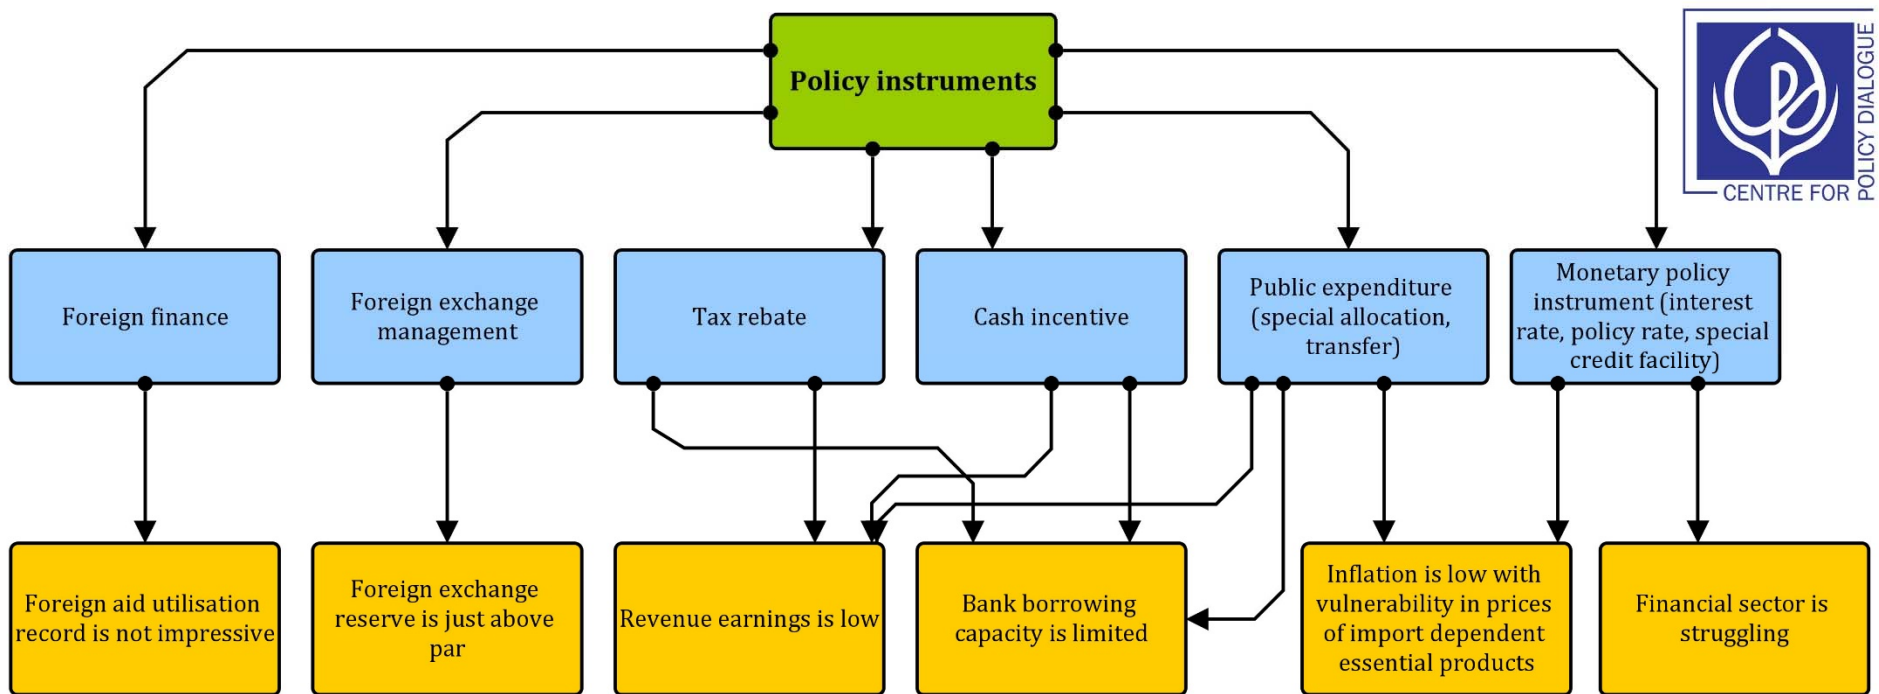 Policy instruments
CENTRE FOR
POLICY DIALOGUE
Foreign finance
Foreign exchange
management
Tax rebate
Cash incentive
Public expenditure
(special allocation,
transfer)
Monetary policy
instrument (interest
rate, policy rate, special
credit facility)
Foreign aid utilisation
record is not impressive
Foreign exchange
reserve is just above
par
Revenue earnings is low
Bank borrowing
capacity is limited
Inflation is low with
vulnerability in prices
of import dependent
essential products
Financial sector is
struggling